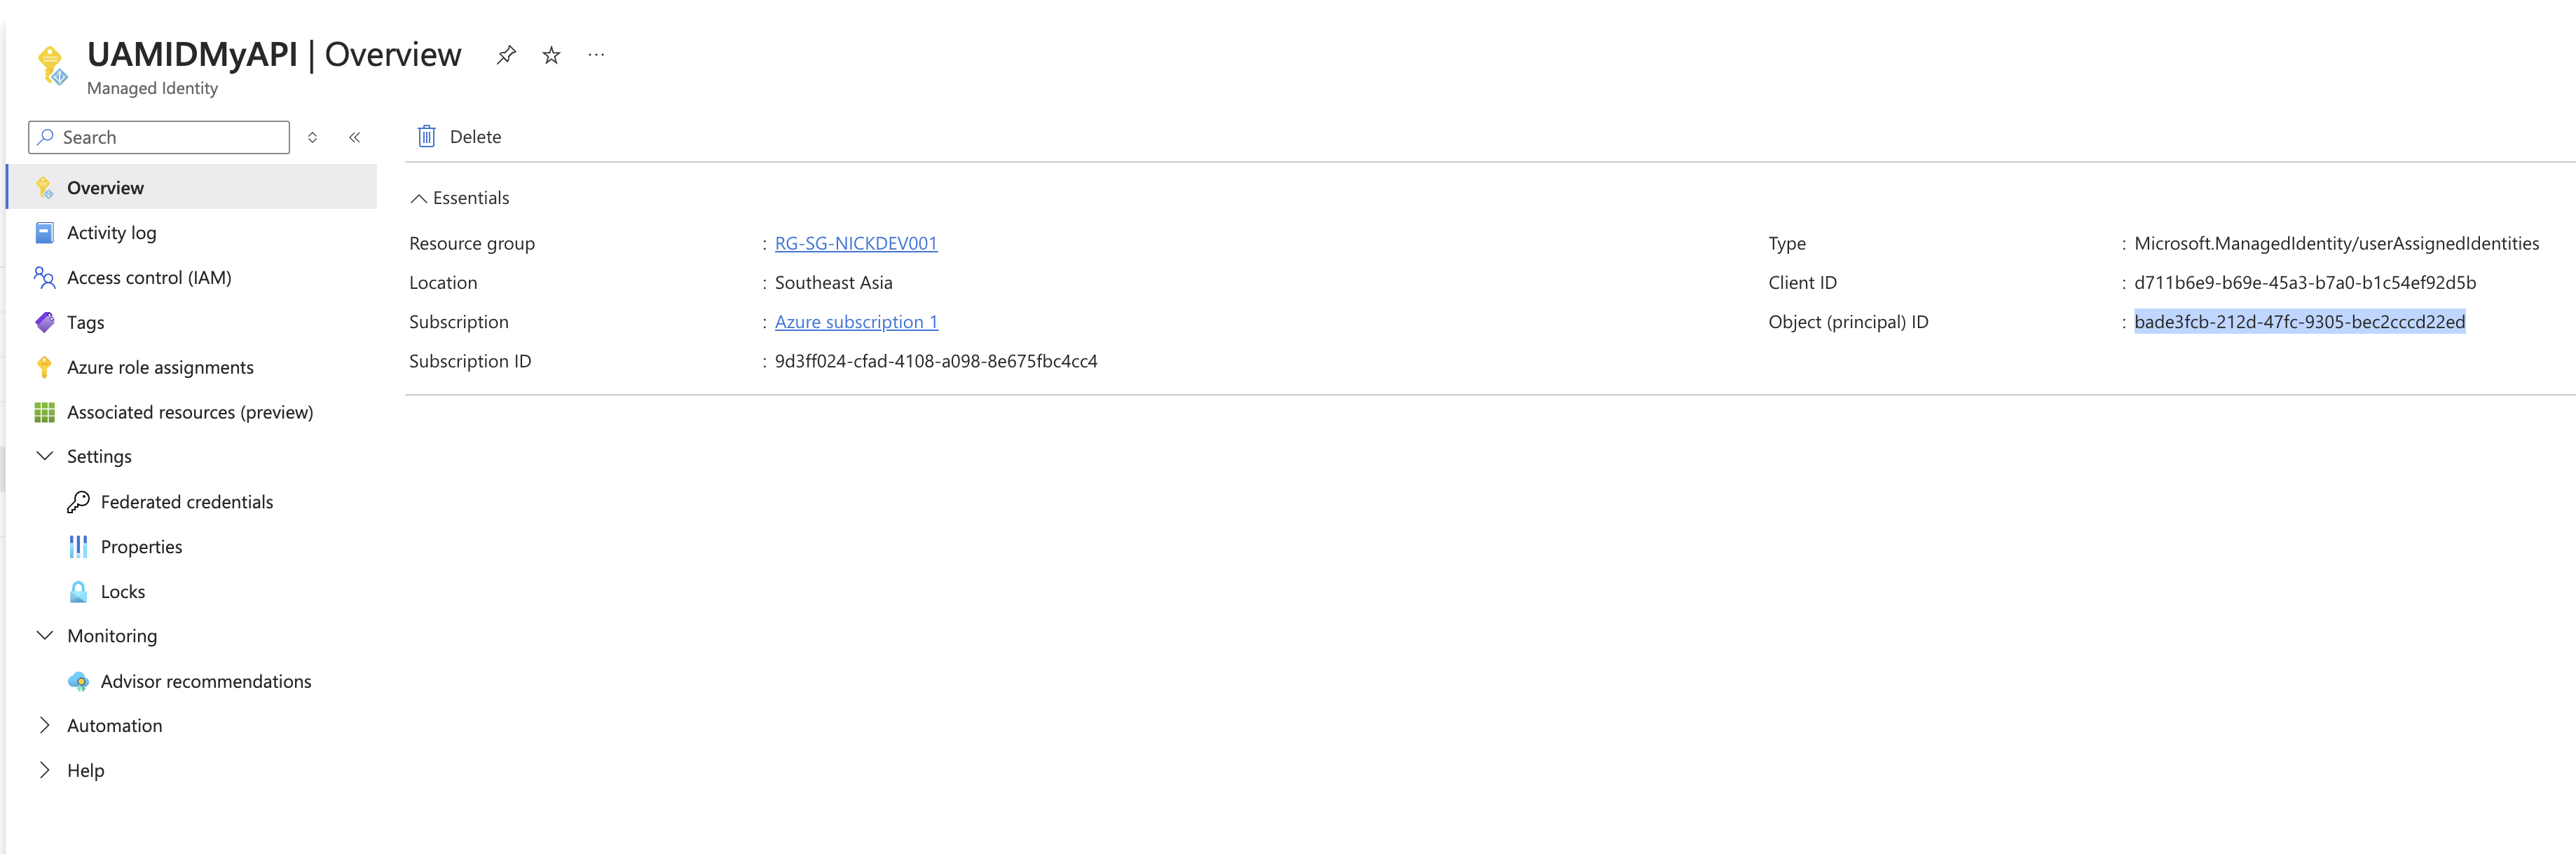 UAMIDMyAPI | Overview
Managed Identity
Search
Delete
Overview
Activity log
Access control (IAM)
Tags
Azure role assignments
Associated resources (preview)
Settings
Federated credentials
Properties
Locks
Monitoring
Advisor recommendations
Automation
Help
Essentials
Resource group : RG-SG-NICKDEV001
Location : Southeast Asia
Subscription : Azure subscription 1
Subscription ID : 9d3ff024-cfad-4108-a098-8e675fbc4cc4
Type : Microsoft.ManagedIdentity/userAssignedIdentities
Client ID : d711b6e9-b69e-45a3-b7a0-b1c54ef92d5b
Object (principal) ID : bade3fcb-212d-47fc-9305-bec2cccd22ed